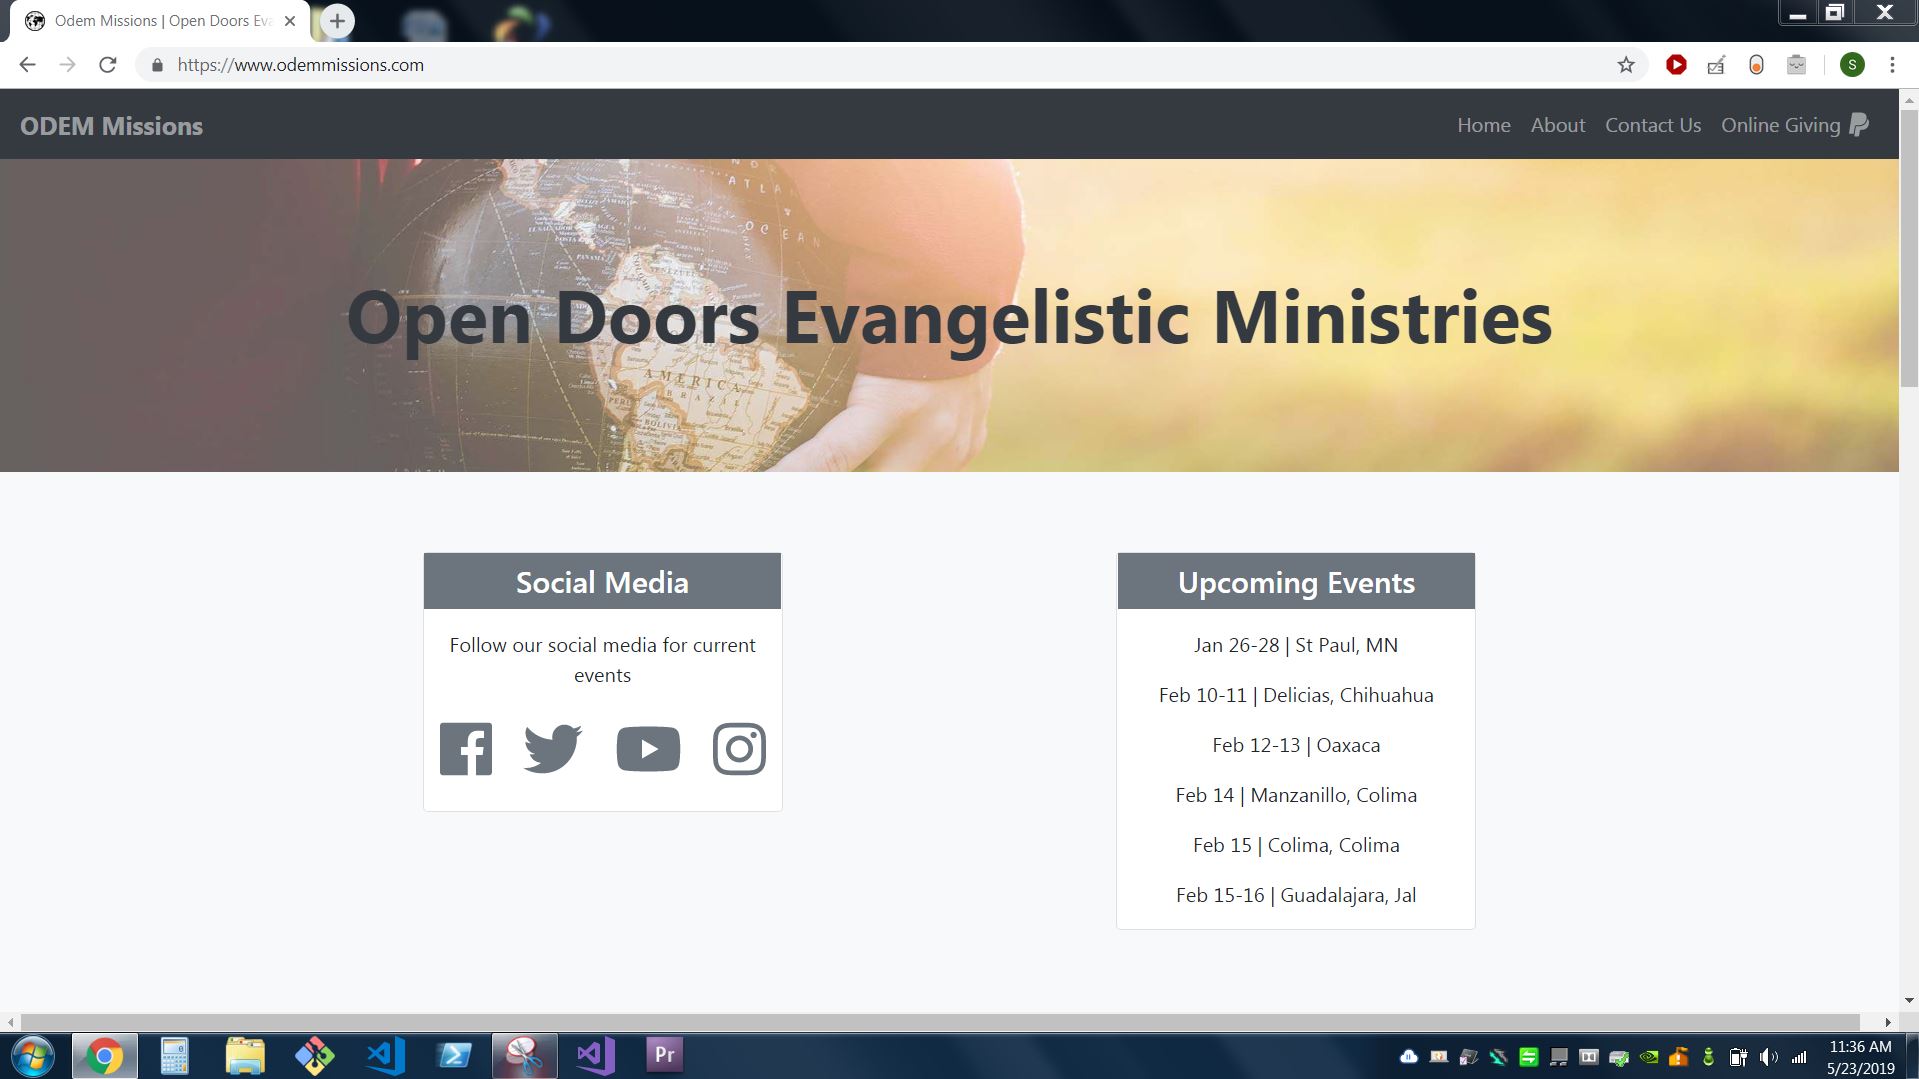 Odem Missions | Open Doors Eva
https://www.odemmissions.com
S
ODEM Missions
Home About Contact Us Online Giving
ATLA
OCEAN
VENEZUELA
Open Doors Evangelistic Ministries
AMERICA
BRAZIL
PERU
BOLIVIA
Social Media
Follow our social media for current
events
Upcoming Events
Jan 26-28 | St Paul, MN
Feb 10-11 | Delicias, Chihuahua
Feb 12-13 | Oaxaca
Feb 14 | Manzanillo, Colima
Feb 15 | Colima, Colima
Feb 15-16 | Guadalajara, Jal
Pr
11:36 AM
5/23/2019